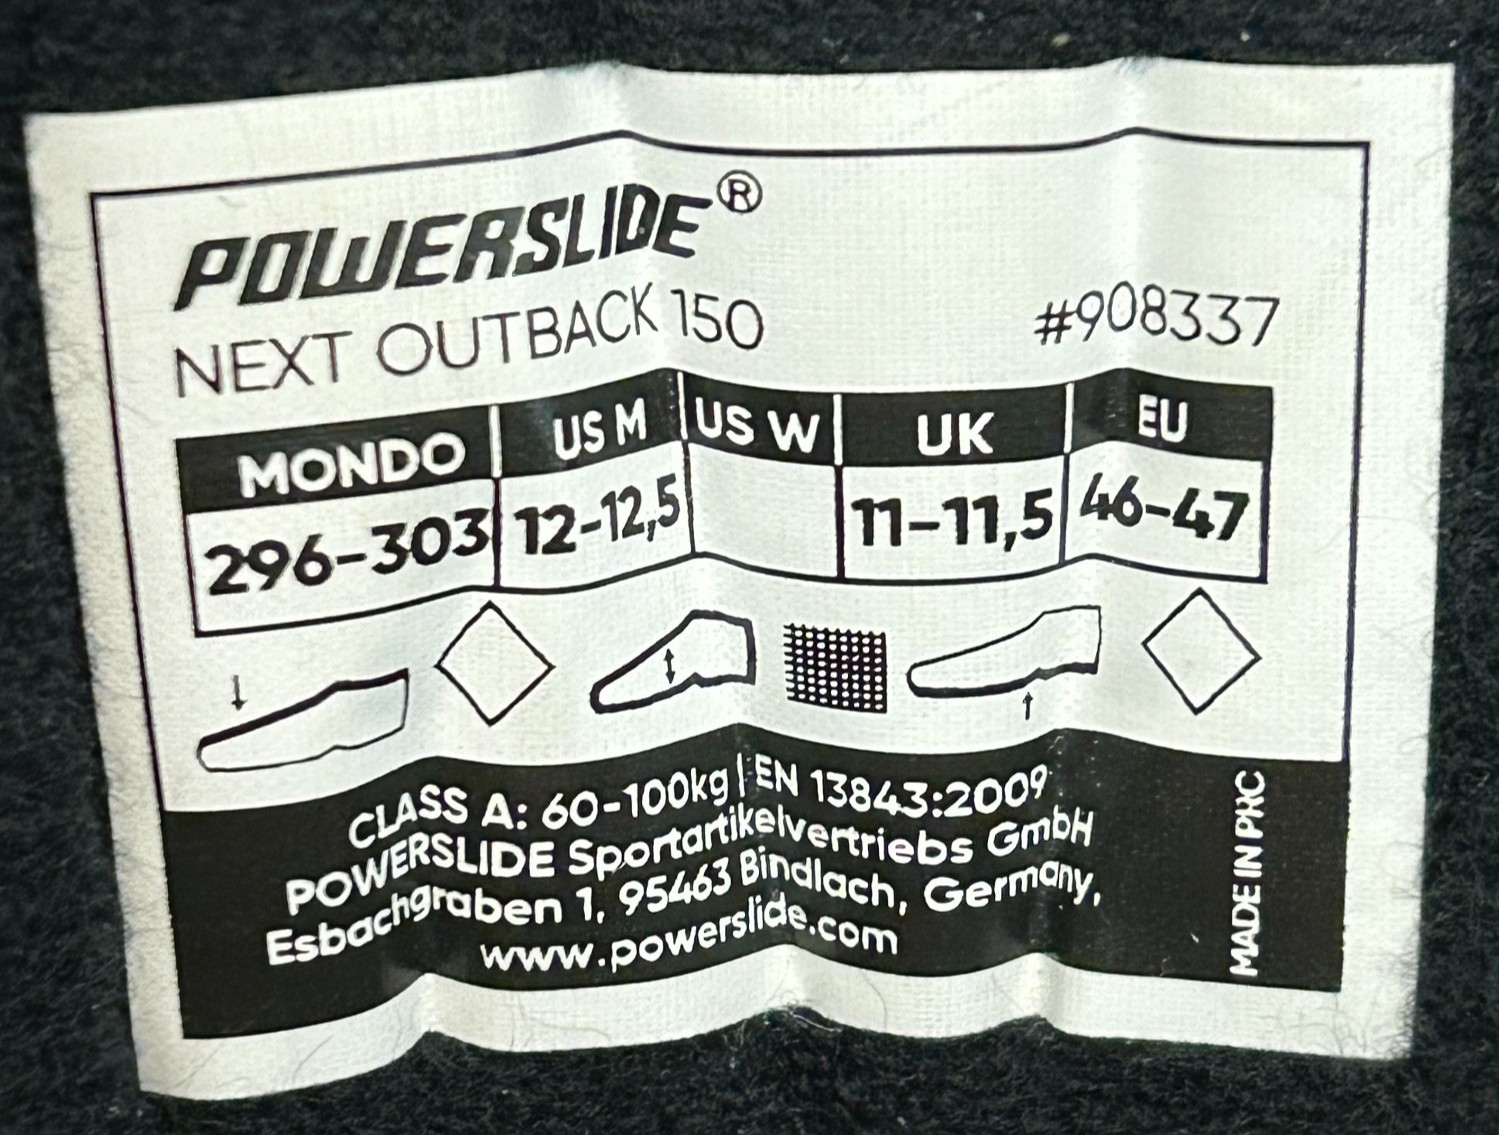 POWERSLIDE®
NEXT OUTBACK 150 #908337
MONDO US M US W UK EU
296-303 12-12,5 11-11,5 46-47
CLASS A: 60-100kg | EN 13843:2009
POWERSLIDE Sportartikelvertriebs GmbH
Esbachgraben 1, 95463 Bindlach, Germany,
www.powerslide.com
MADE IN PRC